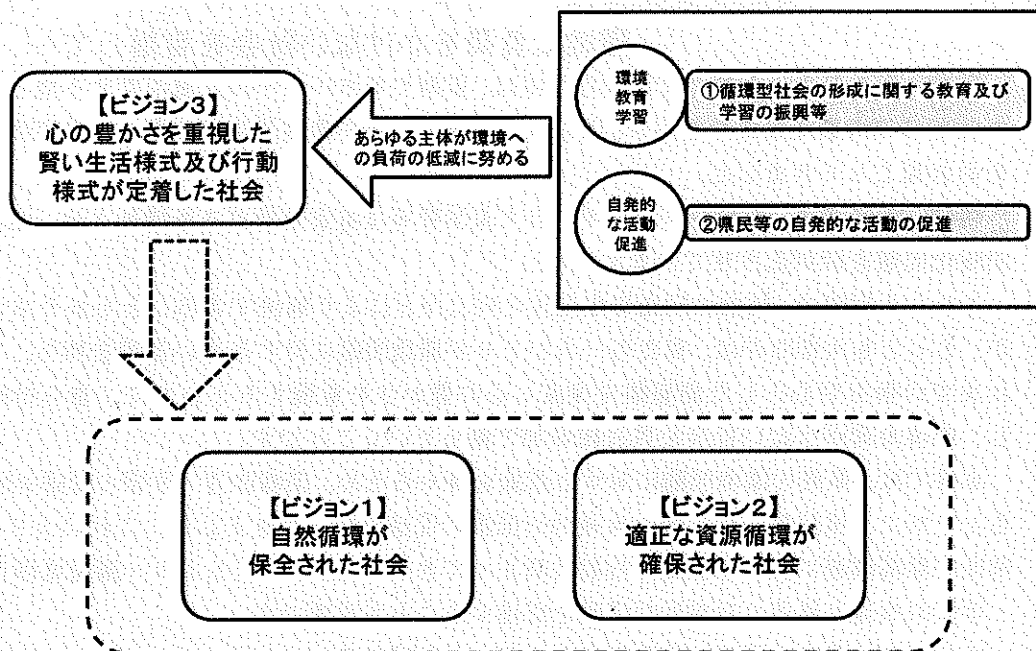 【ビジョン3】
心の豊かさを重視した
賢い生活様式及び行動
様式が定着した社会
あらゆる主体が環境へ
の負荷の低減に努める
環境
教育
学習
①循環型社会の形成に関する教育及び
学習の振興等
自発的
な活動
促進
②県民等の自発的な活動の促進
【ビジョン1】
自然循環が
保全された社会
【ビジョン2】
適正な資源循環が
確保された社会